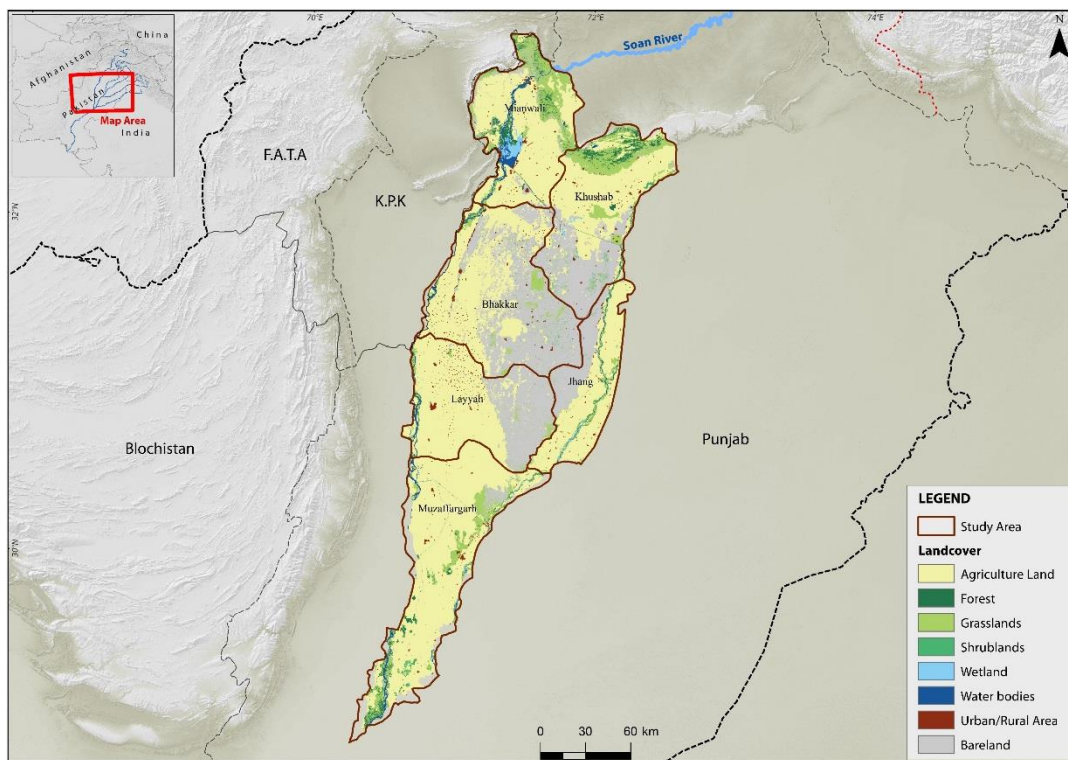 70°E
72°E
74°E
China
Afghanistan
Pakistan
Map Area
India
N
Soan River
Mianwali
F.A.T.A
K.P.K
Khushab
32°N
Bhakkar
Jhang
Layyah
Blochistan
Punjab
Muzaffargarh
30°N
LEGEND
Study Area
Landcover
Agriculture Land
Forest
Grasslands
Shrublands
Wetland
Water bodies
Urban/Rural Area
Bareland
0 30 60 km